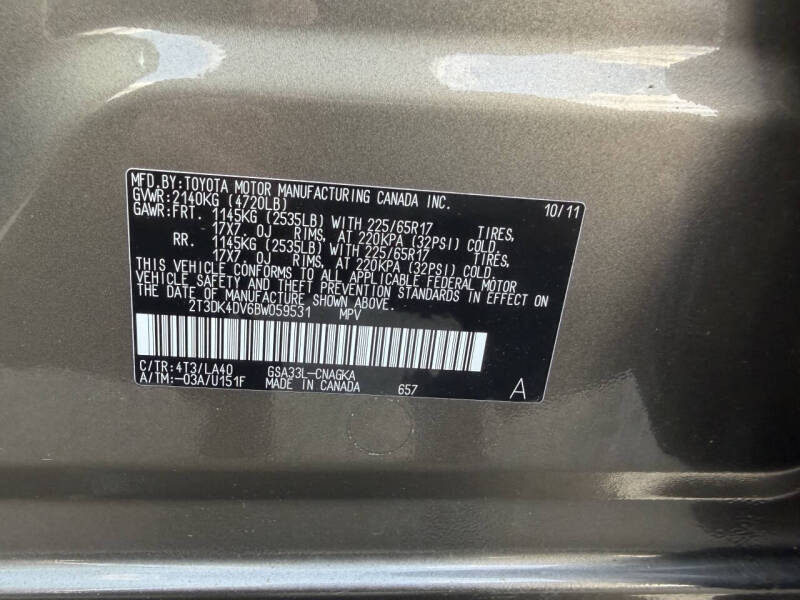 MFD.BY:TOYOTA MOTOR MANUFACTURING CANADA INC.
GVWR:2140KG (4720LB) 10/11
GAWR:FRT. 1145KG (2535LB) WITH 225/65R17 TIRES,
17X7 OJ RIMS, AT 220KPA (32PSI) COLD.
RR. 1145KG (2535LB) WITH 225/65R17 TIRES,
17X7 OJ RIMS, AT 220KPA (32PSI) COLD.
THIS VEHICLE CONFORMS TO ALL APPLICABLE FEDERAL MOTOR
VEHICLE SAFETY AND THEFT PREVENTION STANDARDS IN EFFECT ON
THE DATE OF MANUFACTURE SHOWN ABOVE.
2T3DK4DV6BW059531 MPV
C/TR:4T3/LA40 GSA33L-CNAGKA
A/TM:-03A/U151F MADE IN CANADA 657 A